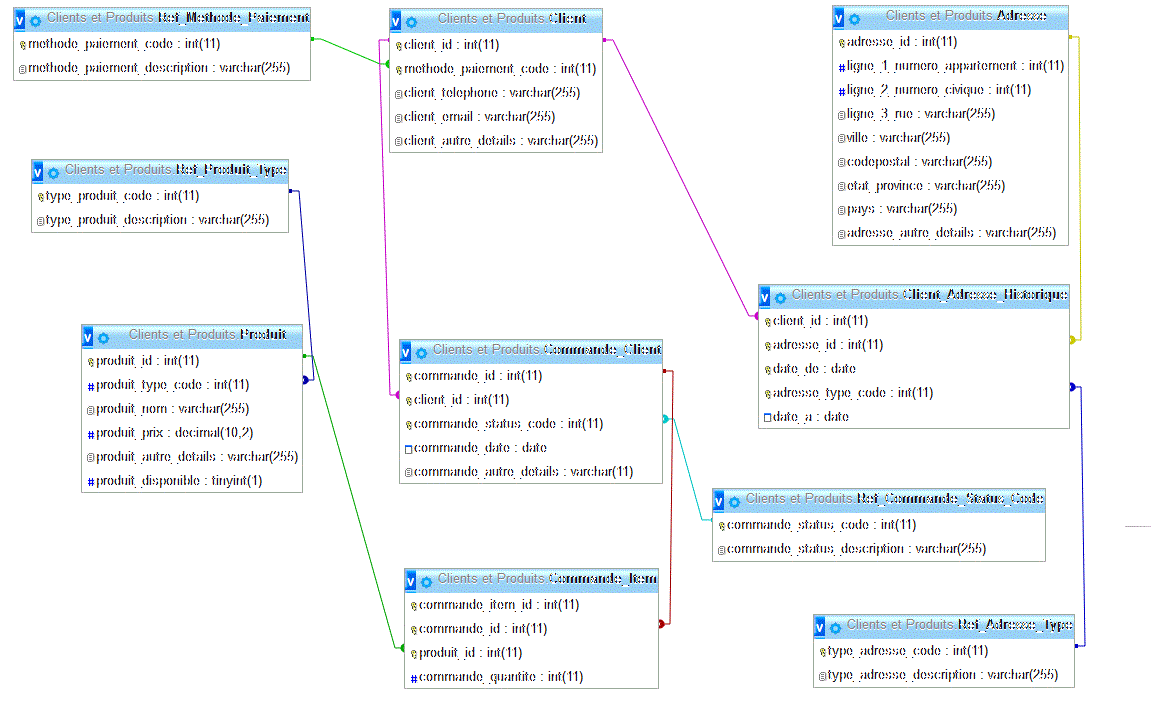 Clients et Produits Ref_Methode_Paiement
methode_paiement_code : int(11)
methode_paiement_description : varchar(255)
Clients et Produits Client
client_id : int(11)
methode_paiement_code : int(11)
client_telephone : varchar(255)
client_email : varchar(255)
client_autre_details : varchar(255)
Clients et Produits Adresse
adresse_id : int(11)
ligne_1_numero_appartement : int(11)
ligne_2_numero_civique : int(11)
ligne_3_rue : varchar(255)
ville : varchar(255)
codepostal : varchar(255)
etat_province : varchar(255)
pays : varchar(255)
adresse_autre_details : varchar(255)
Clients et Produits Ref_Produit_Type
type_produit_code : int(11)
type_produit_description : varchar(255)
Clients et Produits Produit
produit_id : int(11)
produit_type_code : int(11)
produit_nom : varchar(255)
produit_prix : decimal(10,2)
produit_autre_details : varchar(255)
produit_disponible : tinyint(1)
Clients et Produits Commande_Client
commande_id : int(11)
client_id : int(11)
commande_status_code : int(11)
commande_date : date
commande_autre_details : varchar(11)
Clients et Produits Client_Adresse_Historique
client_id : int(11)
adresse_id : int(11)
date_de : date
adresse_type_code : int(11)
date_a : date
Clients et Produits Ref_Commande_Status_Code
commande_status_code : int(11)
commande_status_description : varchar(255)
Clients et Produits Commande_Item
commande_item_id : int(11)
commande_id : int(11)
produit_id : int(11)
commande_quantite : int(11)
Clients et Produits Ref_Adresse_Type
type_adresse_code : int(11)
type_adresse_description : varchar(255)